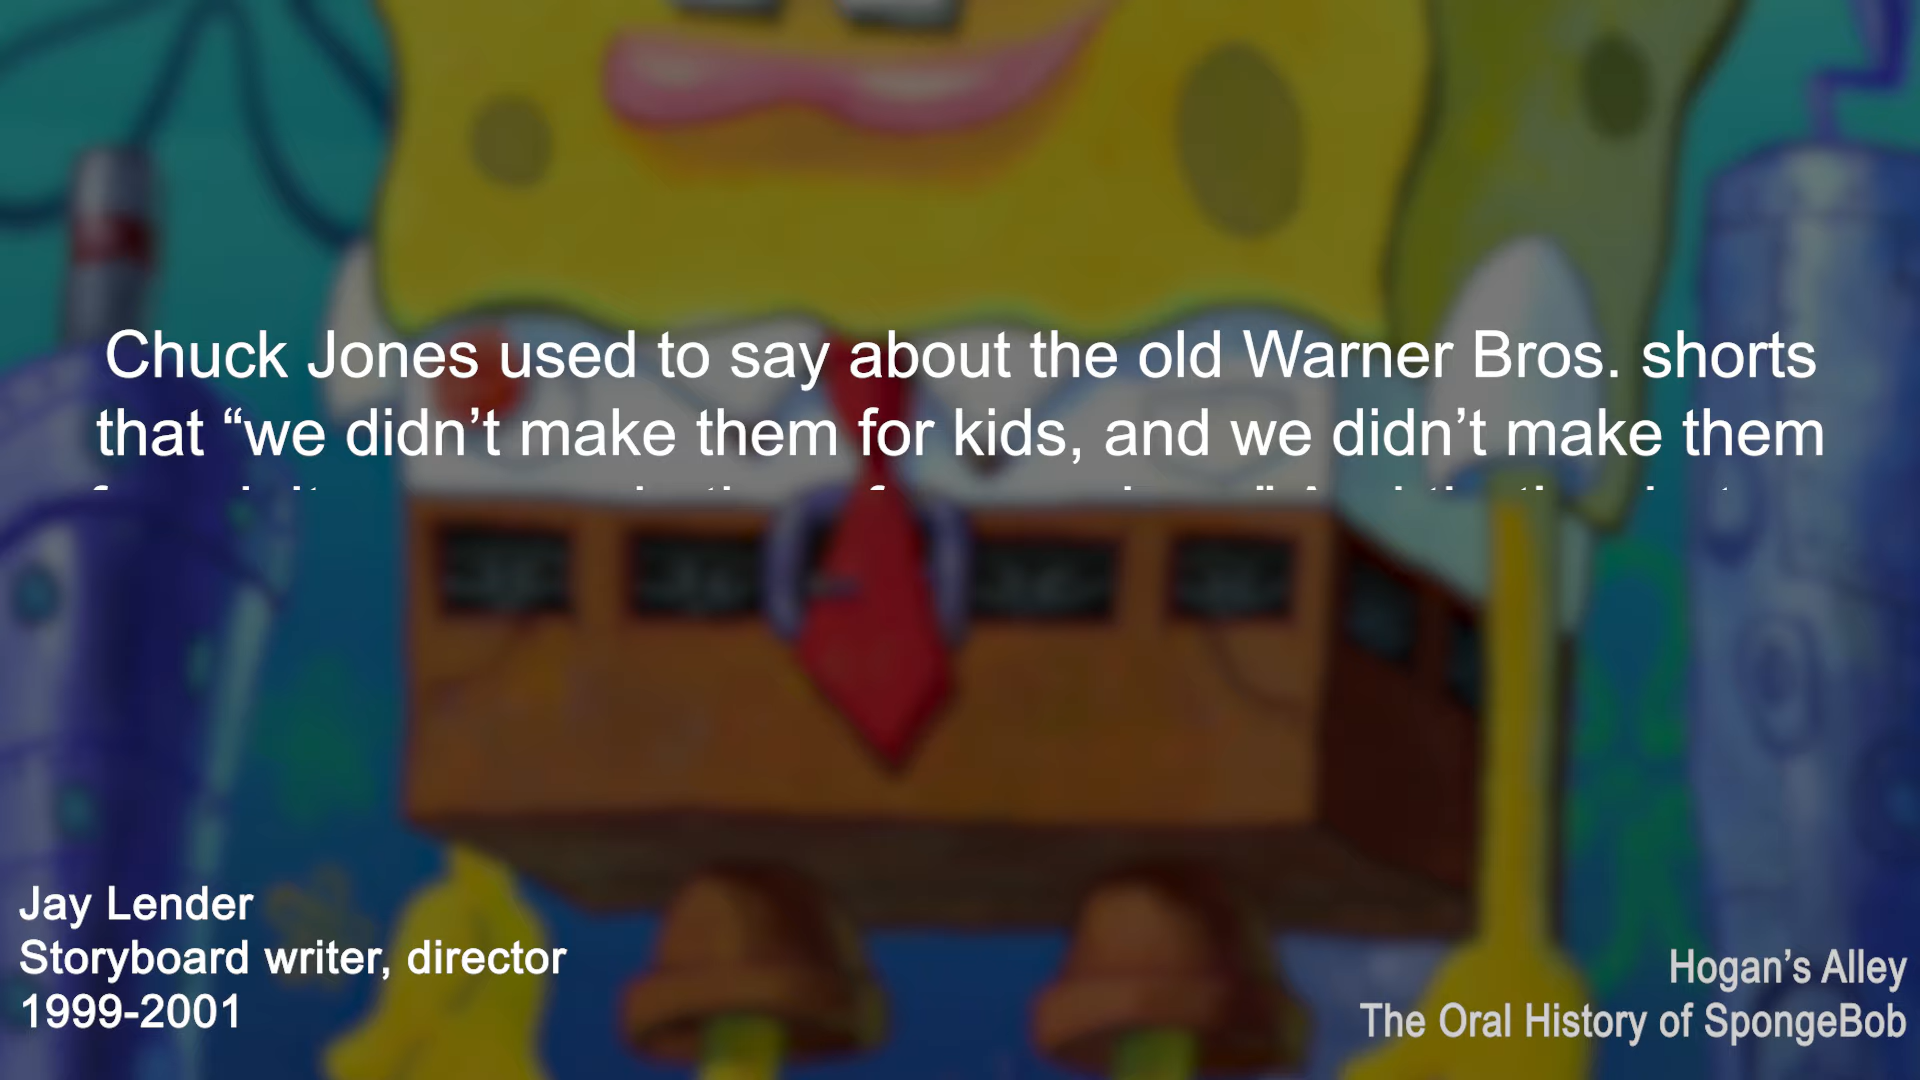 Chuck Jones used to say about the old Warner Bros. shorts
that “we didn’t make them for kids, and we didn’t make them
Jay Lender
Storyboard writer, director
1999-2001
Hogan’s Alley
The Oral History of SpongeBob